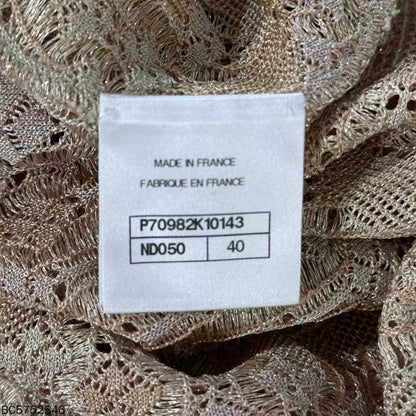 MADE IN FRANCE
FABRIQUE EN FRANCE
P70982K10143
ND050 40
BC5752546